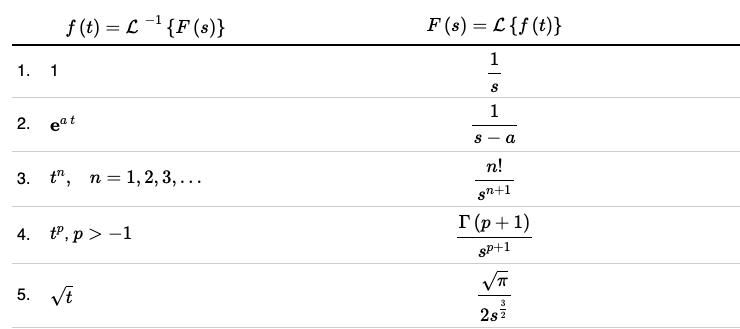 f (t) = ℒ ⁻¹ {F (s)} F (s) = ℒ {f (t)}
1. 1 1/s
2. e^{a t} 1/(s − a)
3. tⁿ, n = 1, 2, 3, … n!/s^{n+1}
4. t^p, p > −1 Γ (p + 1)/s^{p+1}
5. √t √π/(2s^{3/2})